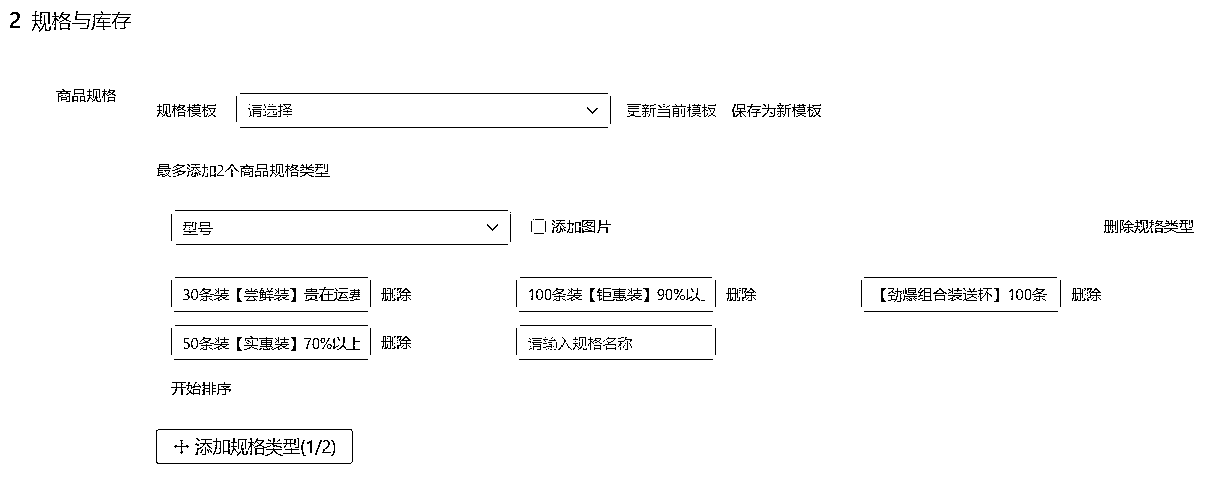 2 规格与库存
商品规格
规格模板 请选择 更新当前模板 保存为新模板
最多添加2个商品规格类型
型号 添加图片 删除规格类型
30条装【尝鲜装】贵在运 删除 100条装【钜惠装】90%以 删除 【劲爆组合装送杯】100条 删除
50条装【实惠装】70%以上 删除 请输入规格名称
开始排序
添加规格类型(1/2)